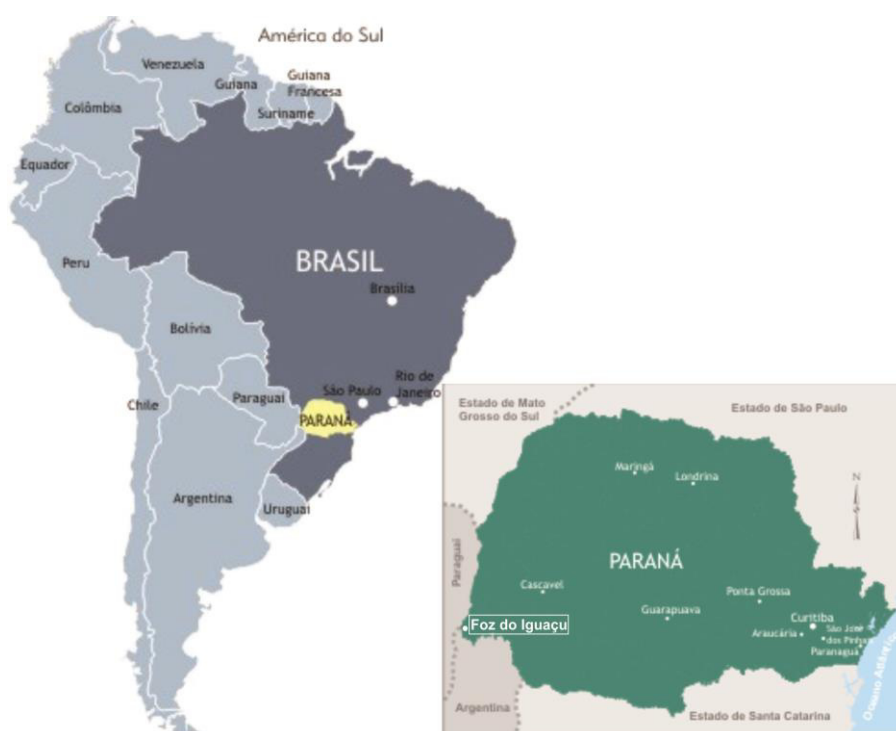 América do Sul
Venezuela
Guiana
Guiana
Francesa
Suriname
Colômbia
Equador
Peru
BRASIL
Brasília
Bolívia
São Paulo
Rio de
Janeiro
Paraguai
Chile
PARANÁ
Argentina
Uruguai
Estado de Mato
Grosso do Sul
Estado de São Paulo
N
Maringá
Londrina
Paraguai
PARANÁ
Cascavel
Ponta Grossa
Guarapuava
Curitiba
Foz do Iguaçu
Araucária
São José
dos Pinhais
Paranaguá
Argentina
Estado de Santa Catarina
Oceano